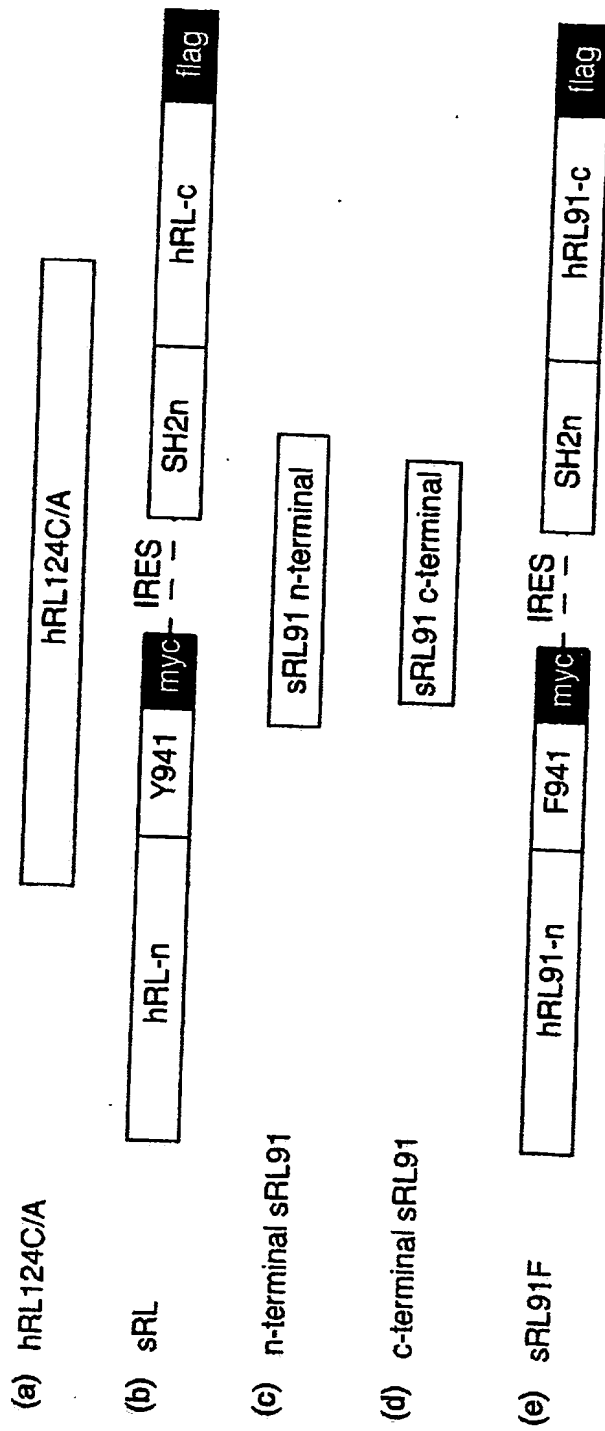 (a) hRL124C/A
hRL124C/A
(b) sRL
hRL-n Y941 myc IRES SH2n hRL-c flag
(c) n-terminal sRL91
sRL91 n-terminal
(d) c-terminal sRL91
sRL91 c-terminal
(e) sRL91F
hRL91-n F941 myc IRES SH2n hRL91-c flag